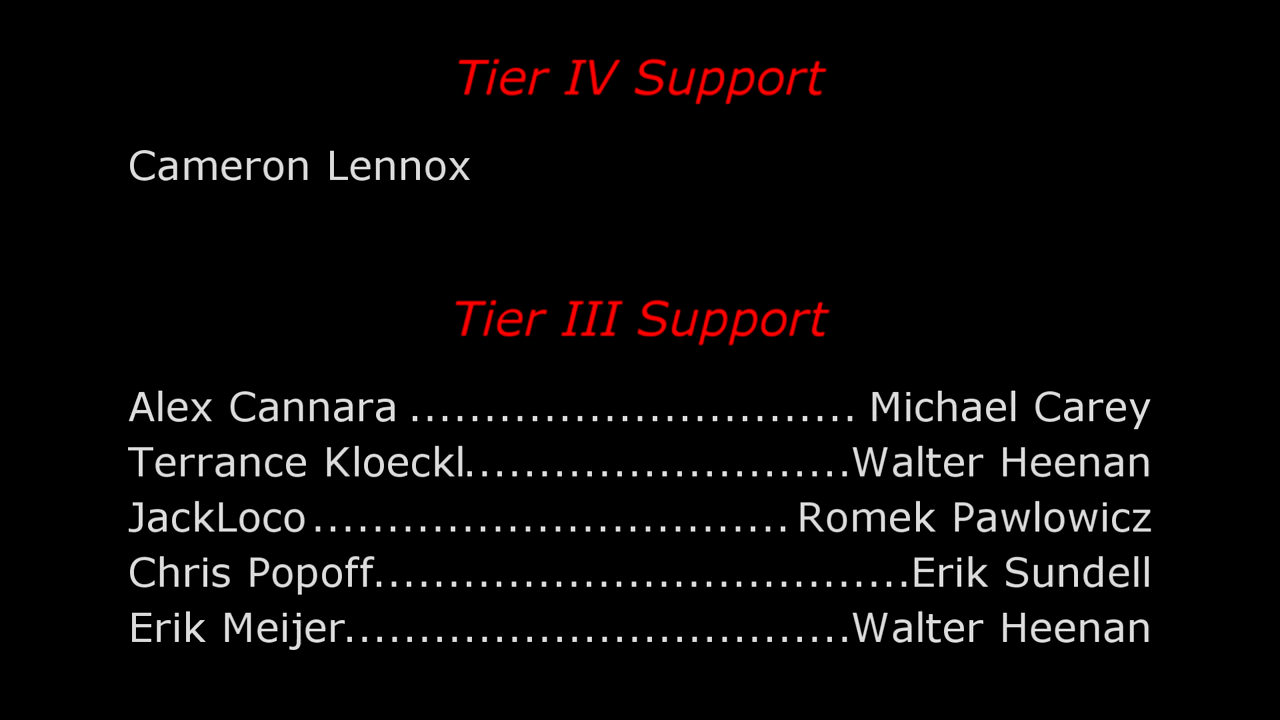 Tier IV Support
Cameron Lennox
Tier III Support
Alex Cannara .............................. Michael Carey
Terrance Kloeckl..........................Walter Heenan
JackLoco ................................ Romek Pawlowicz
Chris Popoff....................................Erik Sundell
Erik Meijer..................................Walter Heenan